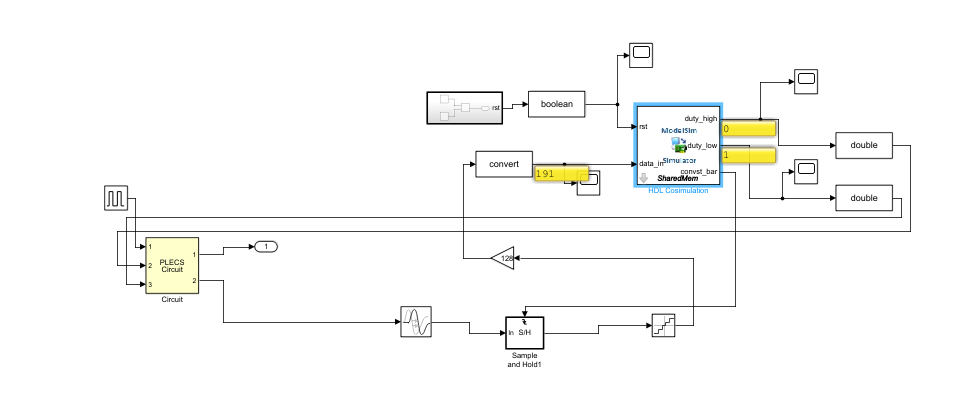 rst
boolean
duty_high
rst
ModelSim
0
duty_low
double
convert
data_in
Simulator
1
191
convst_bar
SharedMem
HDL Cosimulation
double
1
1
1
PLECS
Circuit
2
2
3
Circuit
128
In
S/H
Sample
and Hold1